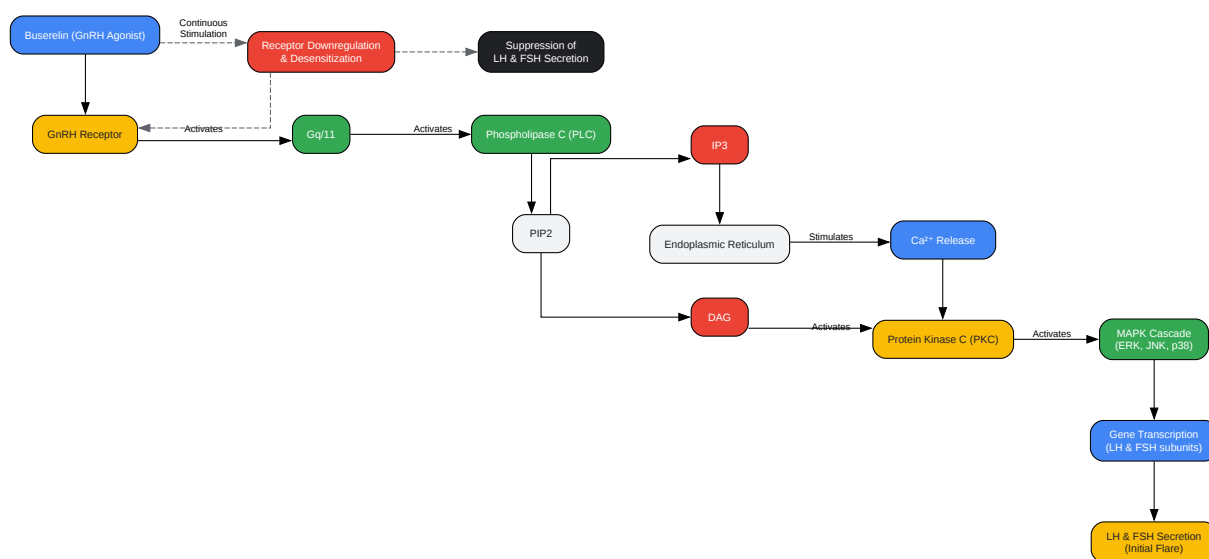 Buserelin (GnRH Agonist)
Continuous
Stimulation
Receptor Downregulation
& Desensitization
Suppression of
LH & FSH Secretion
GnRH Receptor
Activates
Gq/11
Activates
Phospholipase C (PLC)
IP3
PIP2
Endoplasmic Reticulum
Stimulates
Ca²⁺ Release
DAG
Activates
Protein Kinase C (PKC)
Activates
MAPK Cascade
(ERK, JNK, p38)
Gene Transcription
(LH & FSH subunits)
LH & FSH Secretion
(Initial Flare)